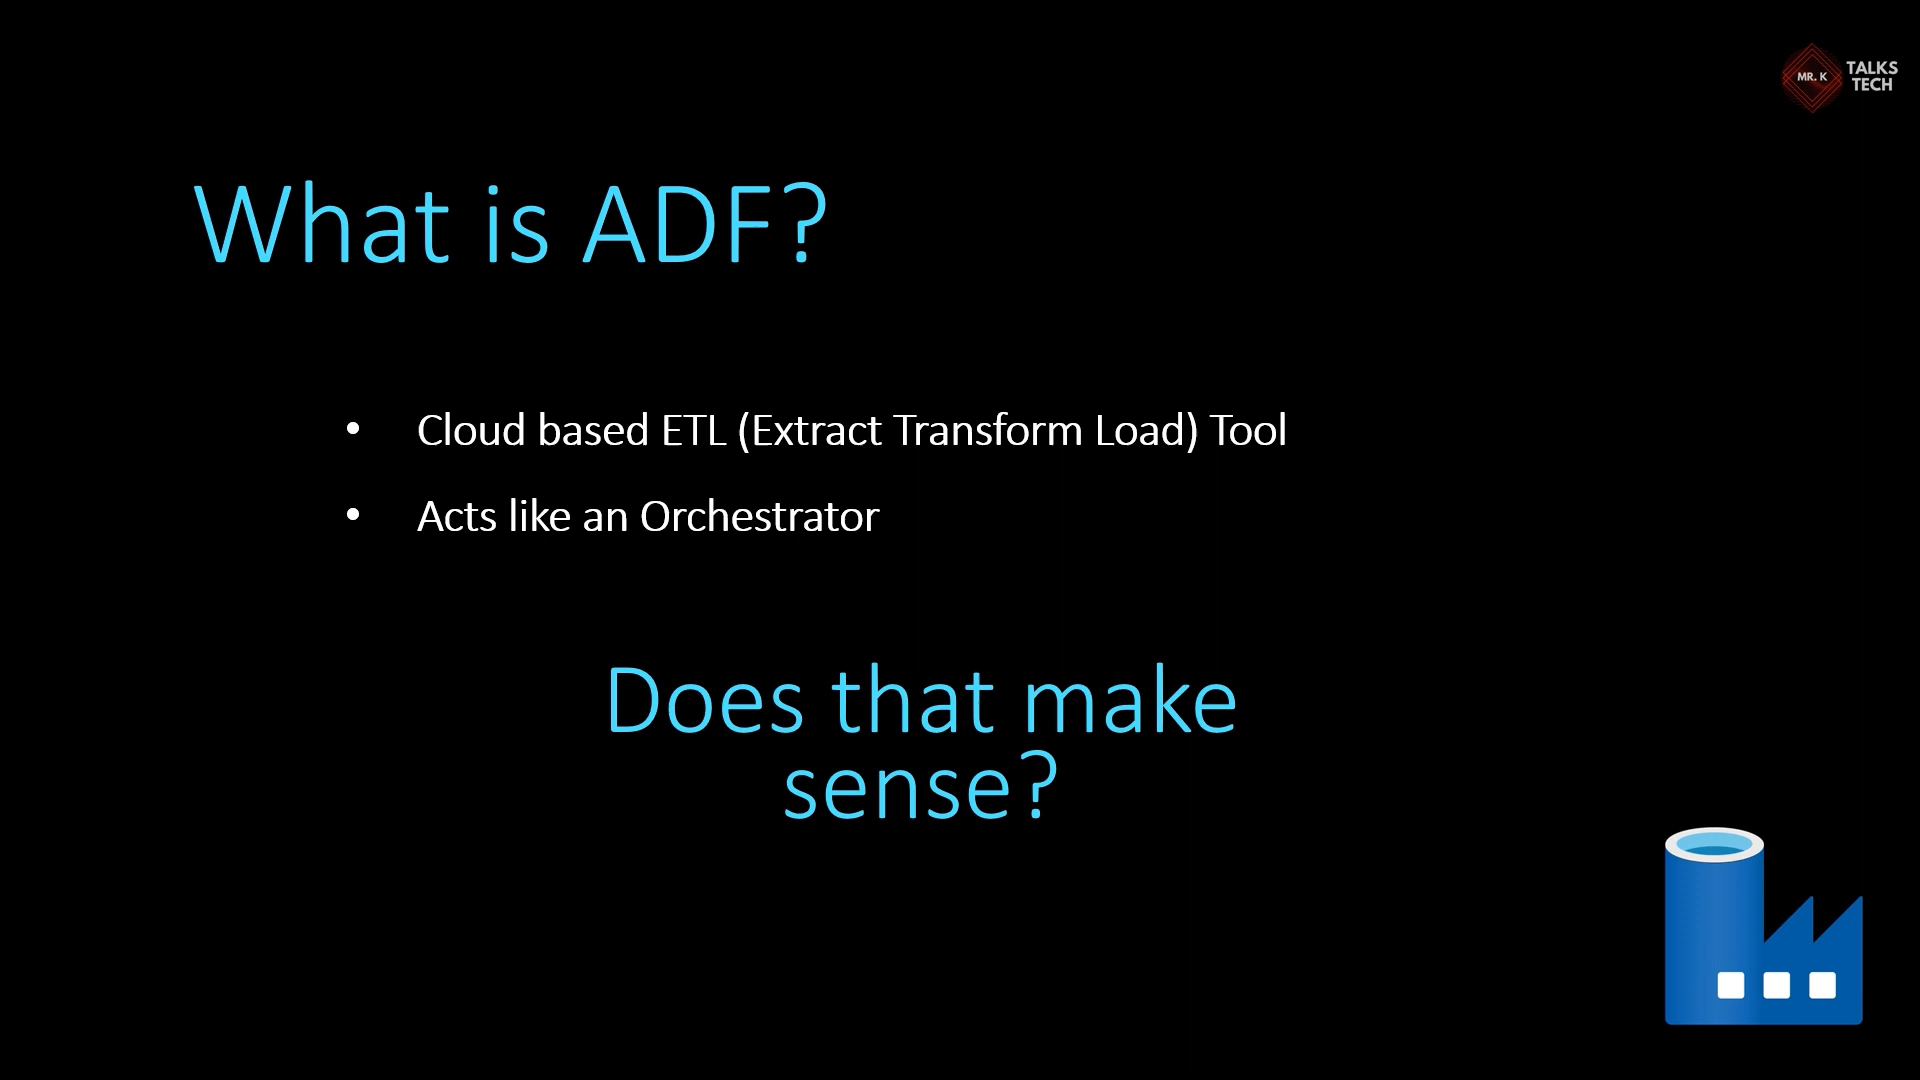 MR. K
TALKS
TECH
What is ADF?
• Cloud based ETL (Extract Transform Load) Tool
• Acts like an Orchestrator
Does that make
sense?